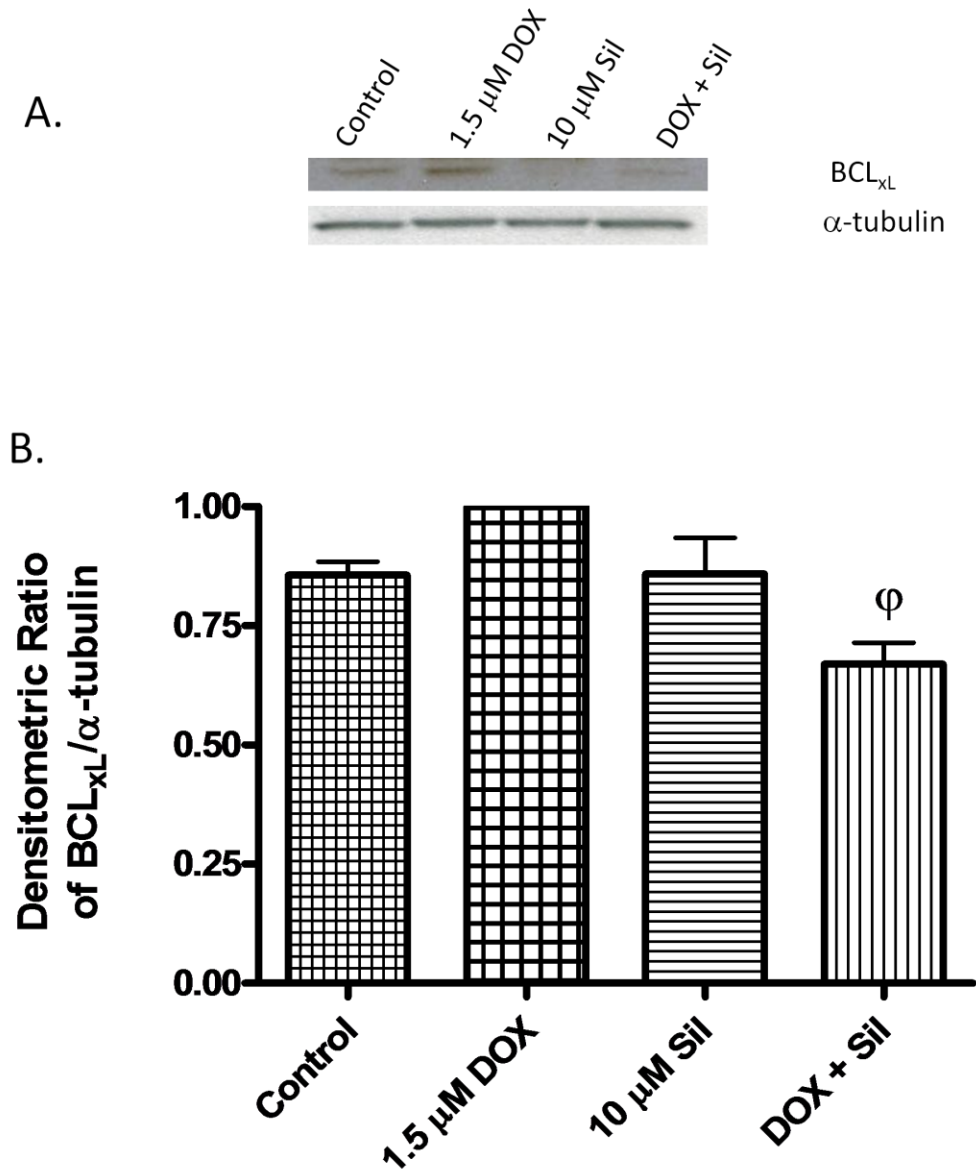 A.
Control
1.5 μM DOX
10 μM Sil
DOX + Sil
BCLxL
α-tubulin
B.
Densitometric Ratio
of BCLxL/α-tubulin
1.00
0.75
0.50
0.25
0.00
φ
Control
1.5 μM DOX
10 μM Sil
DOX + Sil